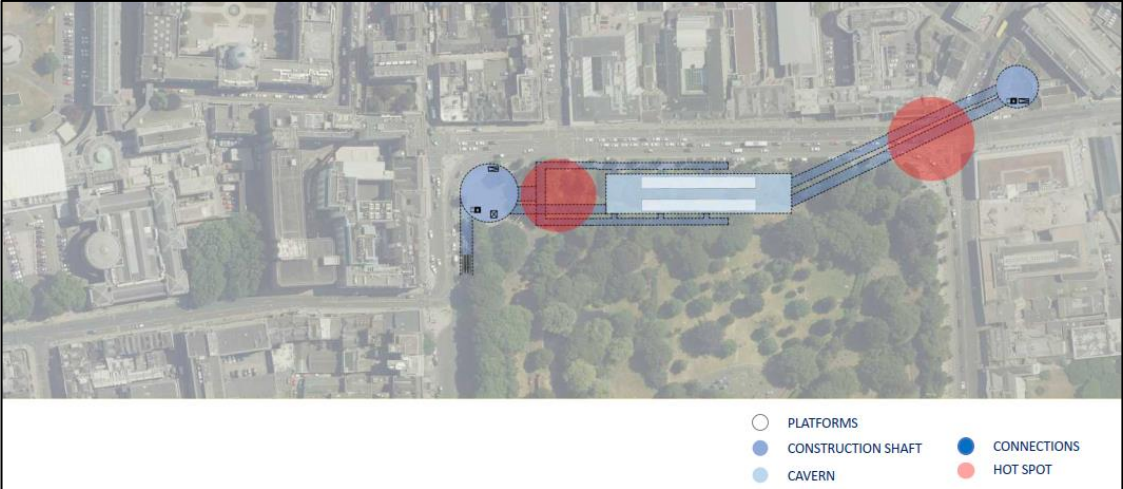 PLATFORMS
CONSTRUCTION SHAFT
CONNECTIONS
CAVERN
HOT SPOT